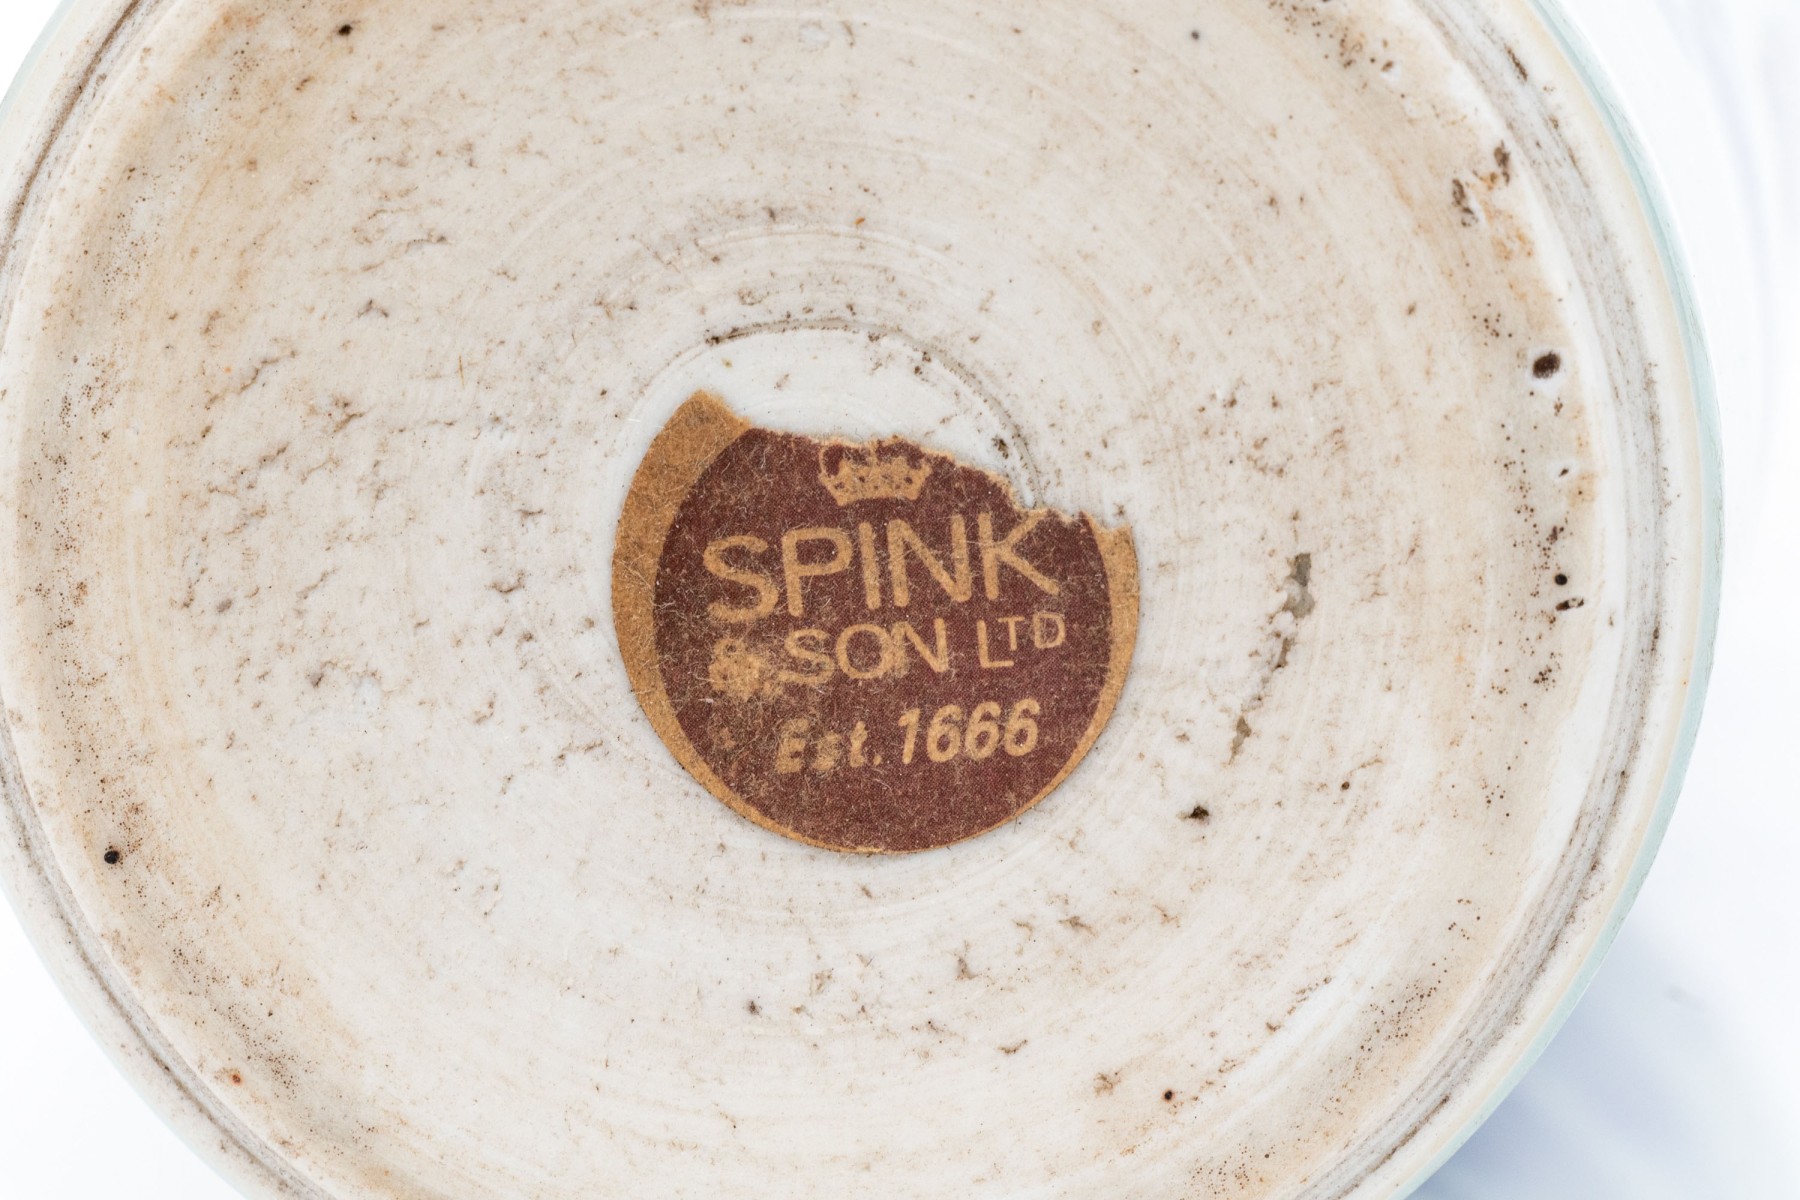 SPINK
& SON LTD
Est. 1666